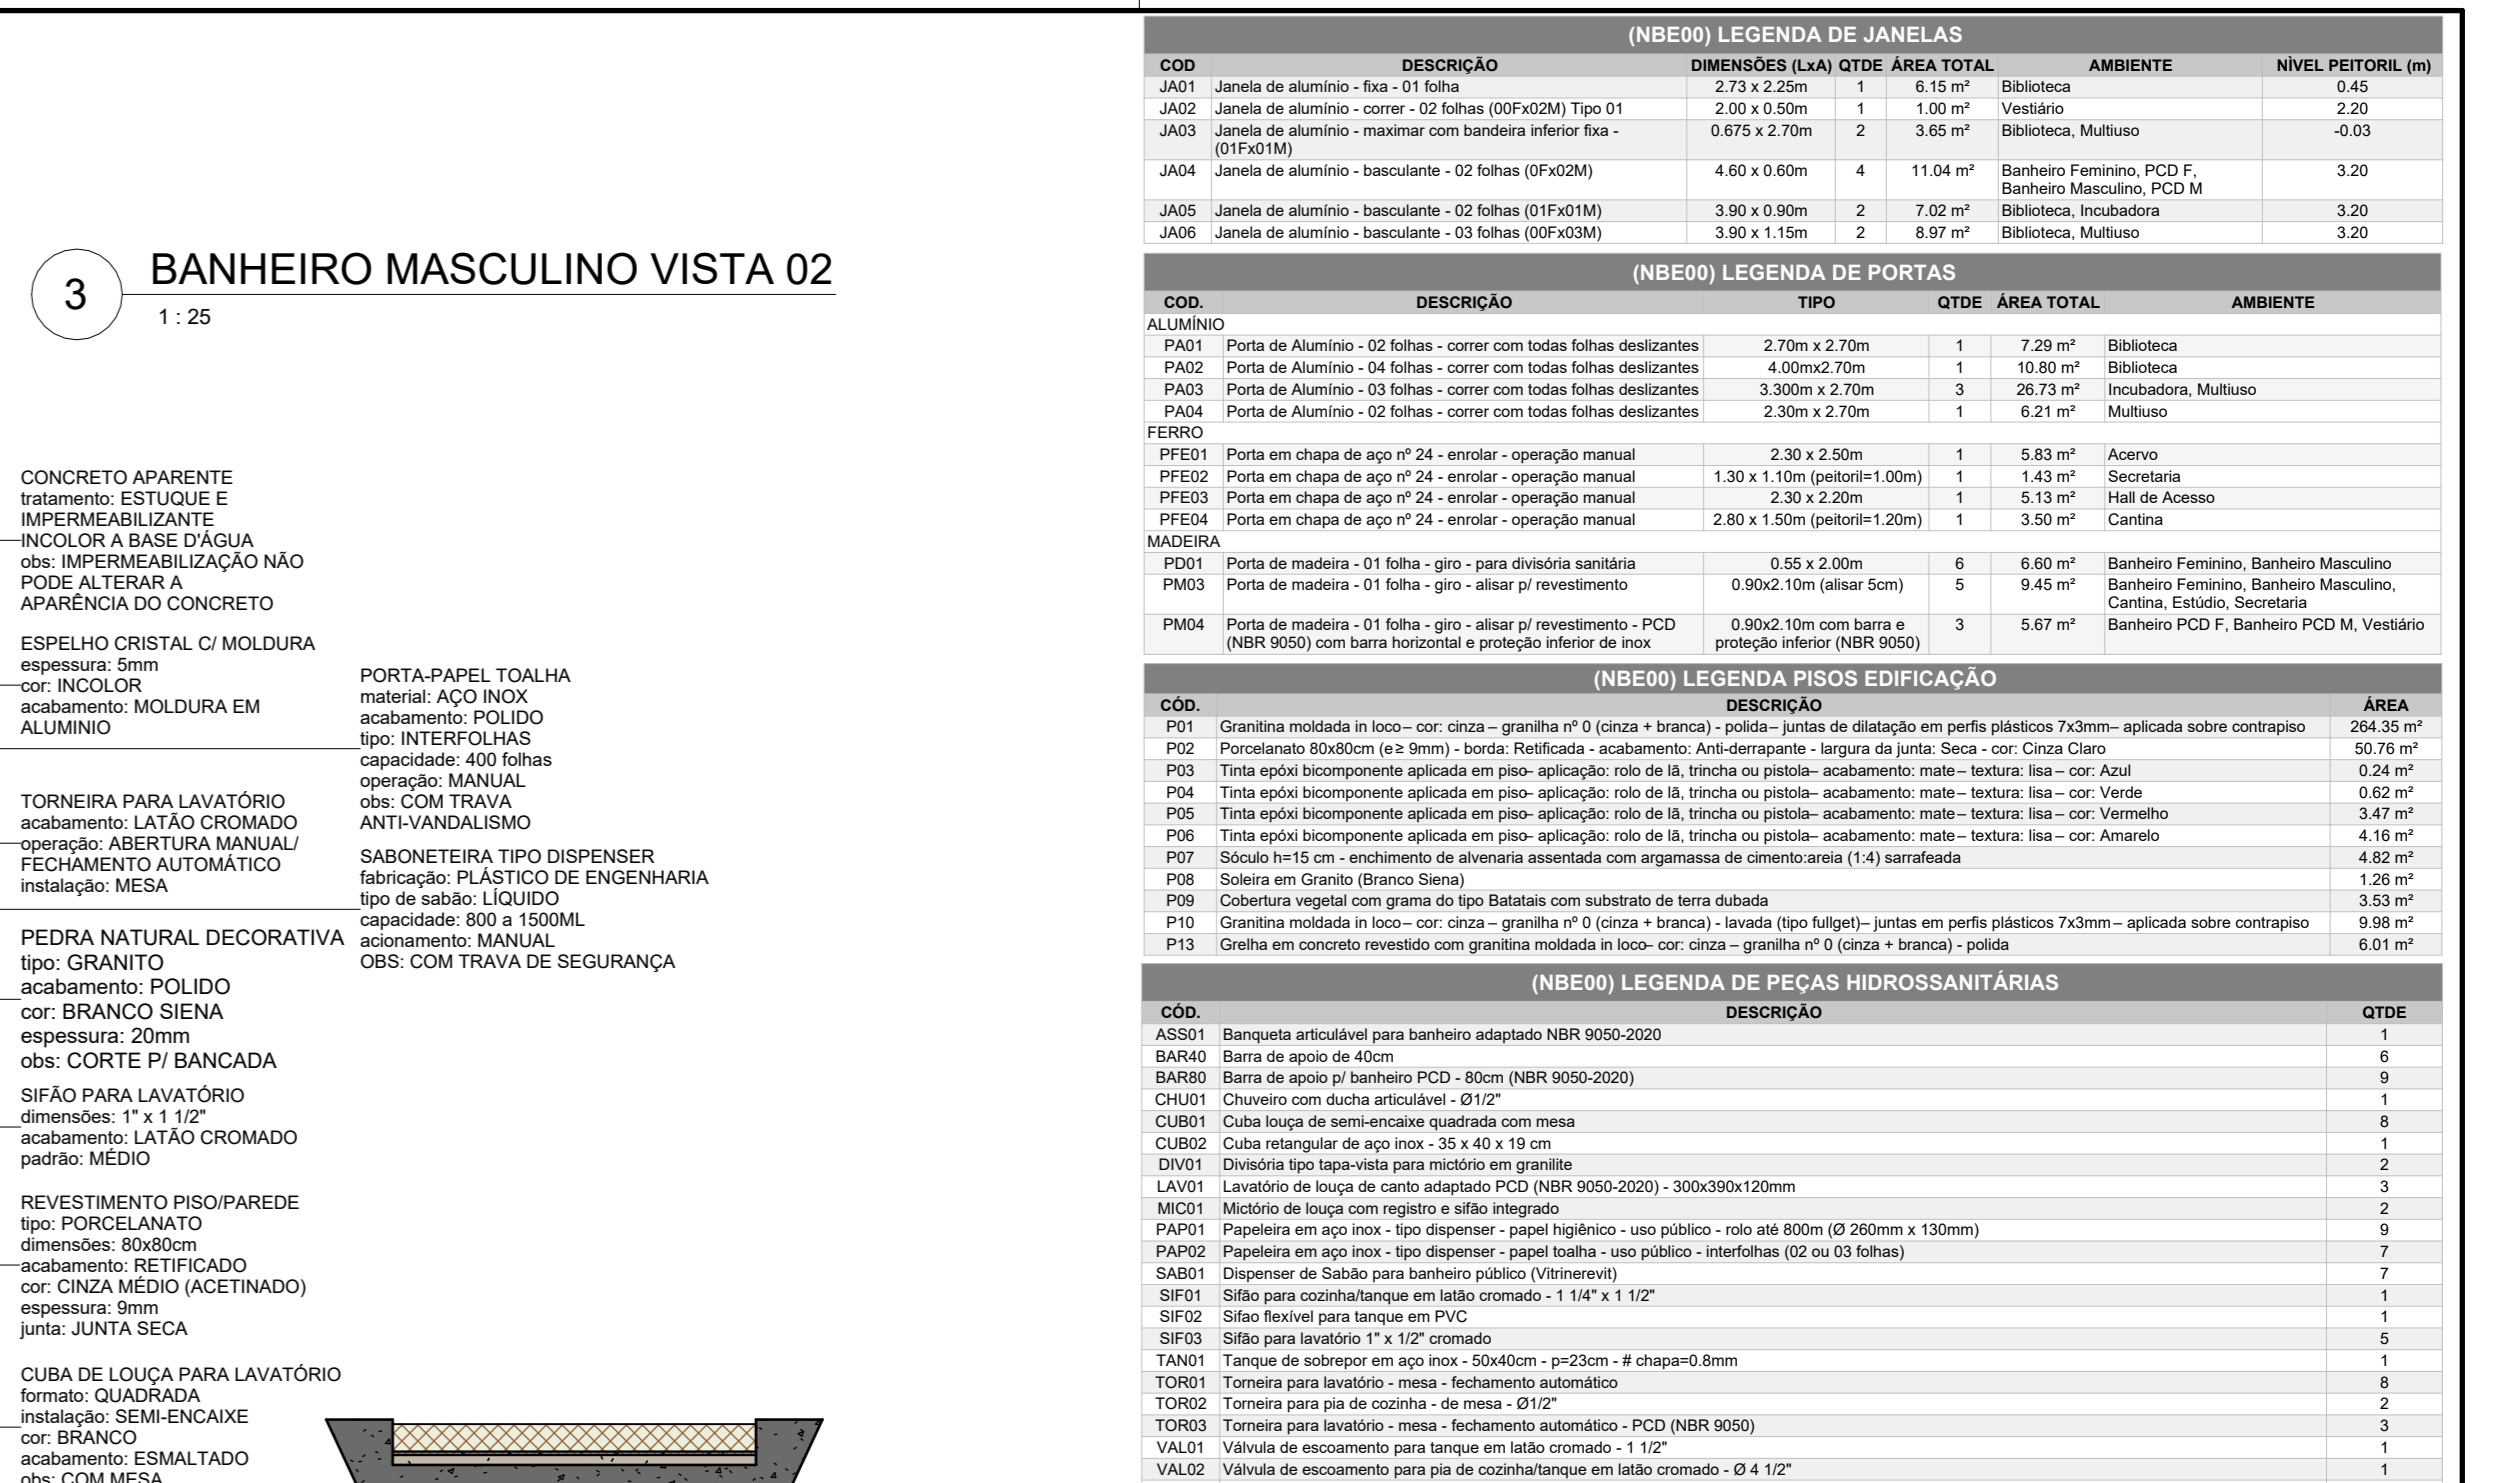 3
BANHEIRO MASCULINO VISTA 02
1 : 25
CONCRETO APARENTE
tratamento: ESTUQUE E
IMPERMEABILIZANTE
INCOLOR A BASE D'ÁGUA
obs: IMPERMEABILIZAÇÃO NÃO
PODE ALTERAR A
APARÊNCIA DO CONCRETO
ESPELHO CRISTAL C/ MOLDURA
espessura: 5mm
cor: INCOLOR
acabamento: MOLDURA EM
ALUMINIO
TORNEIRA PARA LAVATÓRIO
acabamento: LATÃO CROMADO
operação: ABERTURA MANUAL/
FECHAMENTO AUTOMÁTICO
instalação: MESA
PEDRA NATURAL DECORATIVA
tipo: GRANITO
acabamento: POLIDO
cor: BRANCO SIENA
espessura: 20mm
obs: CORTE P/ BANCADA
SIFÃO PARA LAVATÓRIO
dimensões: 1" x 1 1/2"
acabamento: LATÃO CROMADO
padrão: MÉDIO
REVESTIMENTO PISO/PAREDE
tipo: PORCELANATO
dimensões: 80x80cm
acabamento: RETIFICADO
cor: CINZA MÉDIO (ACETINADO)
espessura: 9mm
junta: JUNTA SECA
CUBA DE LOUÇA PARA LAVATÓRIO
formato: QUADRADA
instalação: SEMI-ENCAIXE
cor: BRANCO
acabamento: ESMALTADO
obs: COM MESA
PORTA-PAPEL TOALHA
material: AÇO INOX
acabamento: POLIDO
tipo: INTERFOLHAS
capacidade: 400 folhas
operação: MANUAL
obs: COM TRAVA
ANTI-VANDALISMO
SABONETEIRA TIPO DISPENSER
fabricação: PLÁSTICO DE ENGENHARIA
tipo de sabão: LÍQUIDO
capacidade: 800 a 1500ML
acionamento: MANUAL
OBS: COM TRAVA DE SEGURANÇA
(NBE00) LEGENDA DE JANELAS
COD DESCRIÇÃO DIMENSÕES (LxA) QTDE ÁREA TOTAL AMBIENTE NÌVEL PEITORIL (m)
JA01 Janela de alumínio - fixa - 01 folha 2.73 x 2.25m 1 6.15 m² Biblioteca 0.45
JA02 Janela de alumínio - correr - 02 folhas (00Fx02M) Tipo 01 2.00 x 0.50m 1 1.00 m² Vestiário 2.20
JA03 Janela de alumínio - maximar com bandeira inferior fixa - 0.675 x 2.70m 2 3.65 m² Biblioteca, Multiuso -0.03
(01Fx01M)
JA04 Janela de alumínio - basculante - 02 folhas (0Fx02M) 4.60 x 0.60m 4 11.04 m² Banheiro Feminino, PCD F, 3.20
Banheiro Masculino, PCD M
JA05 Janela de alumínio - basculante - 02 folhas (01Fx01M) 3.90 x 0.90m 2 7.02 m² Biblioteca, Incubadora 3.20
JA06 Janela de alumínio - basculante - 03 folhas (00Fx03M) 3.90 x 1.15m 2 8.97 m² Biblioteca, Multiuso 3.20
(NBE00) LEGENDA DE PORTAS
COD. DESCRIÇÃO TIPO QTDE ÁREA TOTAL AMBIENTE
ALUMÍNIO
PA01 Porta de Alumínio - 02 folhas - correr com todas folhas deslizantes 2.70m x 2.70m 1 7.29 m² Biblioteca
PA02 Porta de Alumínio - 04 folhas - correr com todas folhas deslizantes 4.00mx2.70m 1 10.80 m² Biblioteca
PA03 Porta de Alumínio - 03 folhas - correr com todas folhas deslizantes 3.300m x 2.70m 3 26.73 m² Incubadora, Multiuso
PA04 Porta de Alumínio - 02 folhas - correr com todas folhas deslizantes 2.30m x 2.70m 1 6.21 m² Multiuso
FERRO
PFE01 Porta em chapa de aço nº 24 - enrolar - operação manual 2.30 x 2.50m 1 5.83 m² Acervo
PFE02 Porta em chapa de aço nº 24 - enrolar - operação manual 1.30 x 1.10m (peitoril=1.00m) 1 1.43 m² Secretaria
PFE03 Porta em chapa de aço nº 24 - enrolar - operação manual 2.30 x 2.20m 1 5.13 m² Hall de Acesso
PFE04 Porta em chapa de aço nº 24 - enrolar - operação manual 2.80 x 1.50m (peitoril=1.20m) 1 3.50 m² Cantina
MADEIRA
PD01 Porta de madeira - 01 folha - giro - para divisória sanitária 0.55 x 2.00m 6 6.60 m² Banheiro Feminino, Banheiro Masculino
PM03 Porta de madeira - 01 folha - giro - alisar p/ revestimento 0.90x2.10m (alisar 5cm) 5 9.45 m² Banheiro Feminino, Banheiro Masculino,
Cantina, Estúdio, Secretaria
PM04 Porta de madeira - 01 folha - giro - alisar p/ revestimento - PCD 0.90x2.10m com barra e 3 5.67 m² Banheiro PCD F, Banheiro PCD M, Vestiário
(NBR 9050) com barra horizontal e proteção inferior de inox proteção inferior (NBR 9050)
(NBE00) LEGENDA PISOS EDIFICAÇÃO
CÓD. DESCRIÇÃO ÁREA
P01 Granitina moldada in loco– cor: cinza – granilha nº 0 (cinza + branca) - polida– juntas de dilatação em perfis plásticos 7x3mm– aplicada sobre contrapiso 264.35 m²
P02 Porcelanato 80x80cm (e≥ 9mm) - borda: Retificada - acabamento: Anti-derrapante - largura da junta: Seca - cor: Cinza Claro 50.76 m²
P03 Tinta epóxi bicomponente aplicada em piso– aplicação: rolo de lã, trincha ou pistola– acabamento: mate – textura: lisa – cor: Azul 0.24 m²
P04 Tinta epóxi bicomponente aplicada em piso– aplicação: rolo de lã, trincha ou pistola– acabamento: mate – textura: lisa – cor: Verde 0.62 m²
P05 Tinta epóxi bicomponente aplicada em piso– aplicação: rolo de lã, trincha ou pistola– acabamento: mate – textura: lisa – cor: Vermelho 3.47 m²
P06 Tinta epóxi bicomponente aplicada em piso– aplicação: rolo de lã, trincha ou pistola– acabamento: mate – textura: lisa – cor: Amarelo 4.16 m²
P07 Sóculo h=15 cm - enchimento de alvenaria assentada com argamassa de cimento:areia (1:4) sarrafeada 4.82 m²
P08 Soleira em Granito (Branco Siena) 1.26 m²
P09 Cobertura vegetal com grama do tipo Batatais com substrato de terra dubada 3.53 m²
P10 Granitina moldada in loco– cor: cinza – granilha nº 0 (cinza + branca) - lavada (tipo fullget)– juntas em perfis plásticos 7x3mm – aplicada sobre contrapiso 9.98 m²
P13 Grelha em concreto revestido com granitina moldada in loco– cor: cinza – granilha nº 0 (cinza + branca) - polida 6.01 m²
(NBE00) LEGENDA DE PEÇAS HIDROSSANITÁRIAS
CÓD. DESCRIÇÃO QTDE
ASS01 Banqueta articulável para banheiro adaptado NBR 9050-2020 1
BAR40 Barra de apoio de 40cm 6
BAR80 Barra de apoio p/ banheiro PCD - 80cm (NBR 9050-2020) 9
CHU01 Chuveiro com ducha articulável - Ø1/2" 1
CUB01 Cuba louça de semi-encaixe quadrada com mesa 8
CUB02 Cuba retangular de aço inox - 35 x 40 x 19 cm 1
DIV01 Divisória tipo tapa-vista para mictório em granilite 2
LAV01 Lavatório de louça de canto adaptado PCD (NBR 9050-2020) - 300x390x120mm 3
MIC01 Mictório de louça com registro e sifão integrado 2
PAP01 Papeleira em aço inox - tipo dispenser - papel higiênico - uso público - rolo até 800m (Ø 260mm x 130mm) 9
PAP02 Papeleira em aço inox - tipo dispenser - papel toalha - uso público - interfolhas (02 ou 03 folhas) 7
SAB01 Dispenser de Sabão para banheiro público (Vitrinerevit) 7
SIF01 Sifão para cozinha/tanque em latão cromado - 1 1/4" x 1 1/2" 1
SIF02 Sifao flexível para tanque em PVC 1
SIF03 Sifão para lavatório 1" x 1/2" cromado 5
TAN01 Tanque de sobrepor em aço inox - 50x40cm - p=23cm - # chapa=0.8mm 1
TOR01 Torneira para lavatório - mesa - fechamento automático 8
TOR02 Torneira para pia de cozinha - de mesa - Ø1/2" 2
TOR03 Torneira para lavatório - mesa - fechamento automático - PCD (NBR 9050) 3
VAL01 Válvula de escoamento para tanque em latão cromado - 1 1/2" 1
VAL02 Válvula de escoamento para pia de cozinha/tanque em latão cromado - Ø 4 1/2" 1